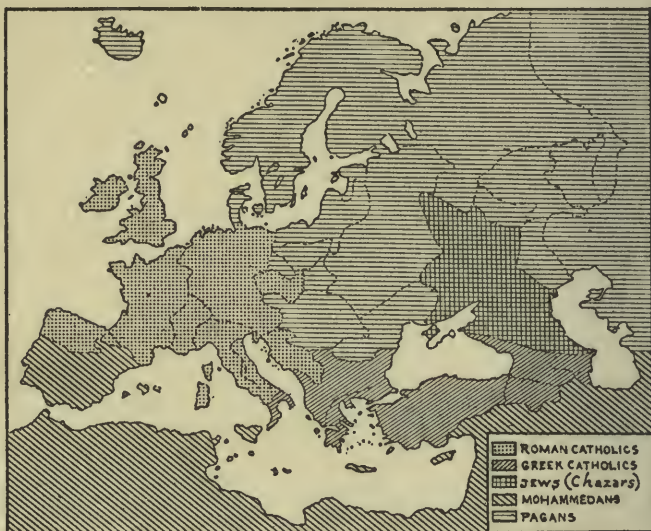 ROMAN CATHOLICS
GREEK CATHOLICS
JEWS (Chazars)
MOHAMMEDANS
PAGANS